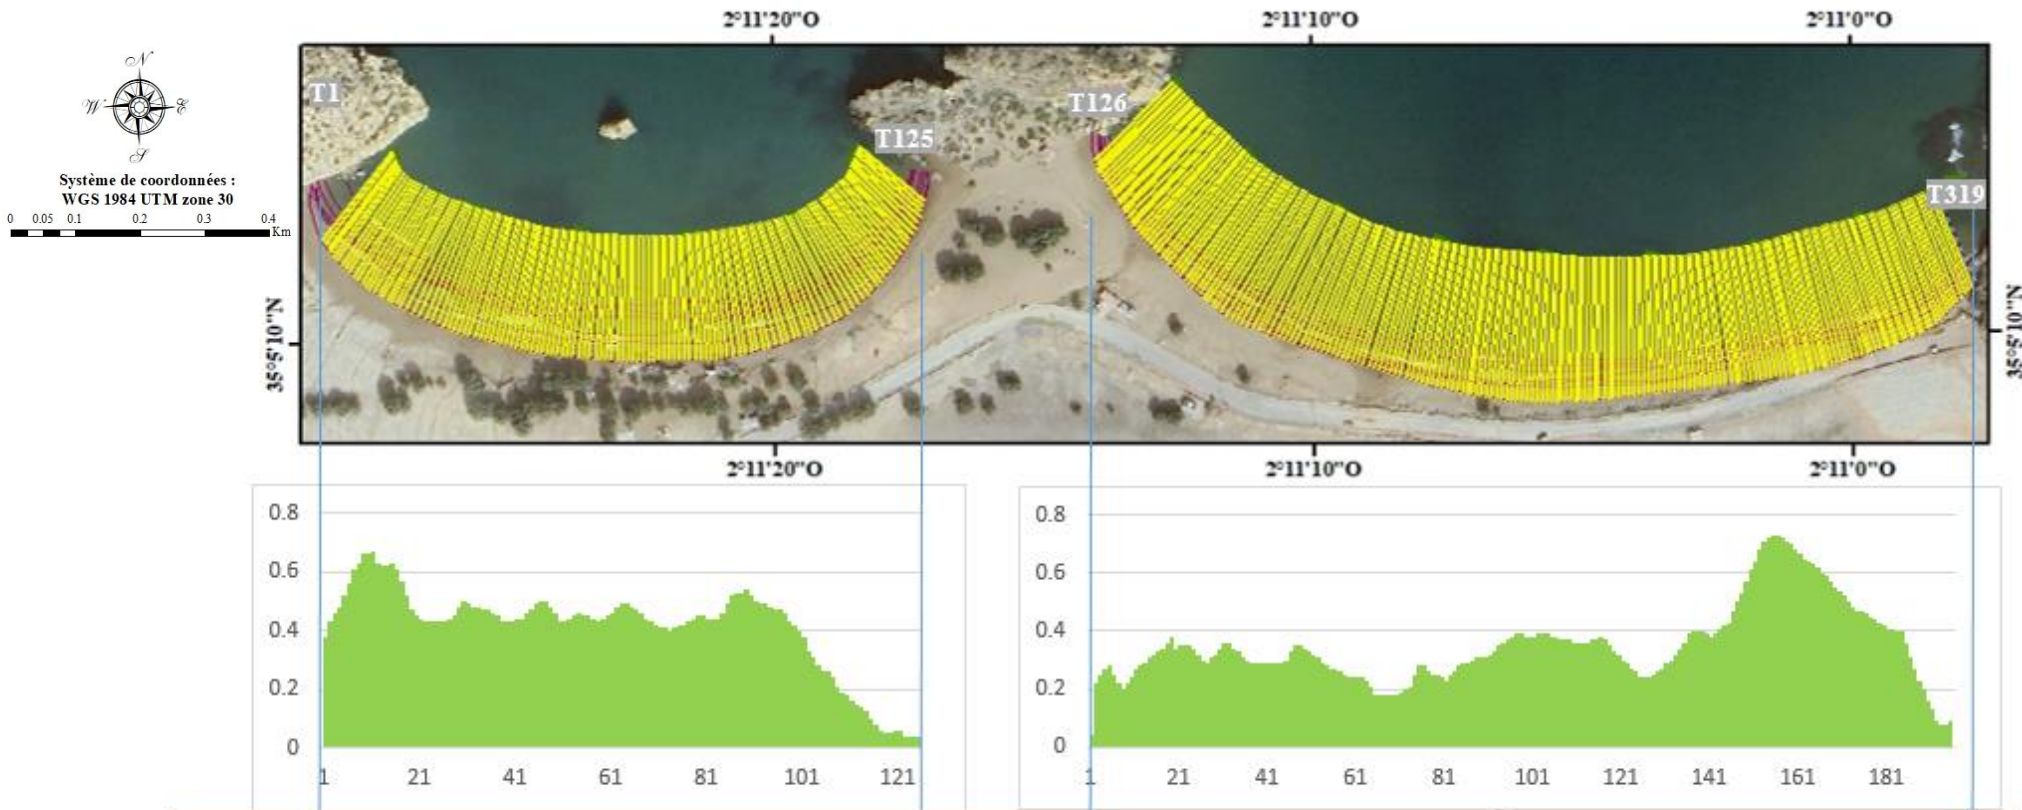 2°11'20"O 2°11'10"O 2°11'0"O
N
W E
S
Système de coordonnées :
WGS 1984 UTM zone 30
0 0.05 0.1 0.2 0.3 0.4
Km
T1
T125
T126
T319
35°5'10"N
35°5'10"N
2°11'20"O 2°11'10"O 2°11'0"O
0.8
0.6
0.4
0.2
0
1 21 41 61 81 101 121
0.8
0.6
0.4
0.2
0
1 21 41 61 81 101 121 141 161 181